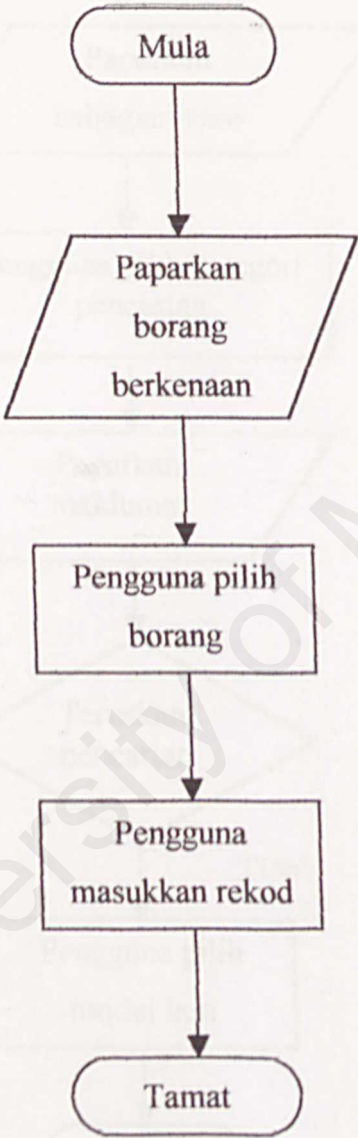 Mula
Paparkan
borang
berkenaan
Pengguna pilih
borang
Pengguna
masukkan rekod
Tamat